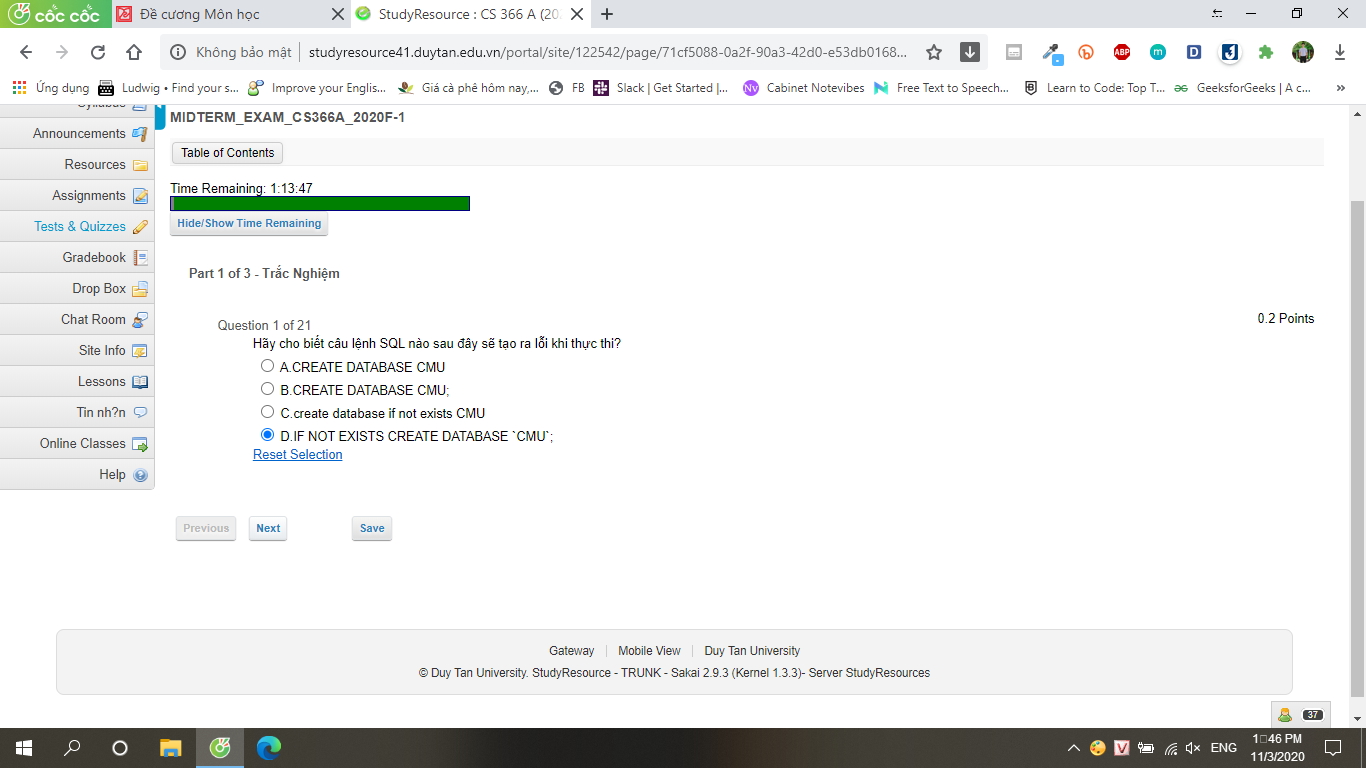 cốc cốc
Đề cương Môn học
StudyResource : CS 366 A (20
Không bảo mật
studyresource41.duytan.edu.vn/portal/site/122542/page/71cf5088-0a2f-90a3-42d0-e53db0168...
Ứng dụng
Ludwig • Find your s...
Improve your Englis...
Giá cà phê hôm nay,...
FB
Slack | Get Started |...
Cabinet Notevibes
Free Text to Speech...
Learn to Code: Top T...
GeeksforGeeks | A c...
Syllabus
Announcements
Resources
Assignments
Tests & Quizzes
Gradebook
Drop Box
Chat Room
Site Info
Lessons
Tin nh?n
Online Classes
Help
MIDTERM_EXAM_CS366A_2020F-1
Table of Contents
Time Remaining: 1:13:47
Hide/Show Time Remaining
Part 1 of 3 - Trắc Nghiệm
Question 1 of 21
0.2 Points
Hãy cho biết câu lệnh SQL nào sau đây sẽ tạo ra lỗi khi thực thi?
A.CREATE DATABASE CMU
B.CREATE DATABASE CMU;
C.create database if not exists CMU
D.IF NOT EXISTS CREATE DATABASE `CMU`;
Reset Selection
Previous
Next
Save
Gateway
Mobile View
Duy Tan University
© Duy Tan University. StudyResource - TRUNK - Sakai 2.9.3 (Kernel 1.3.3)- Server StudyResources
37
ENG
1:46 PM
11/3/2020